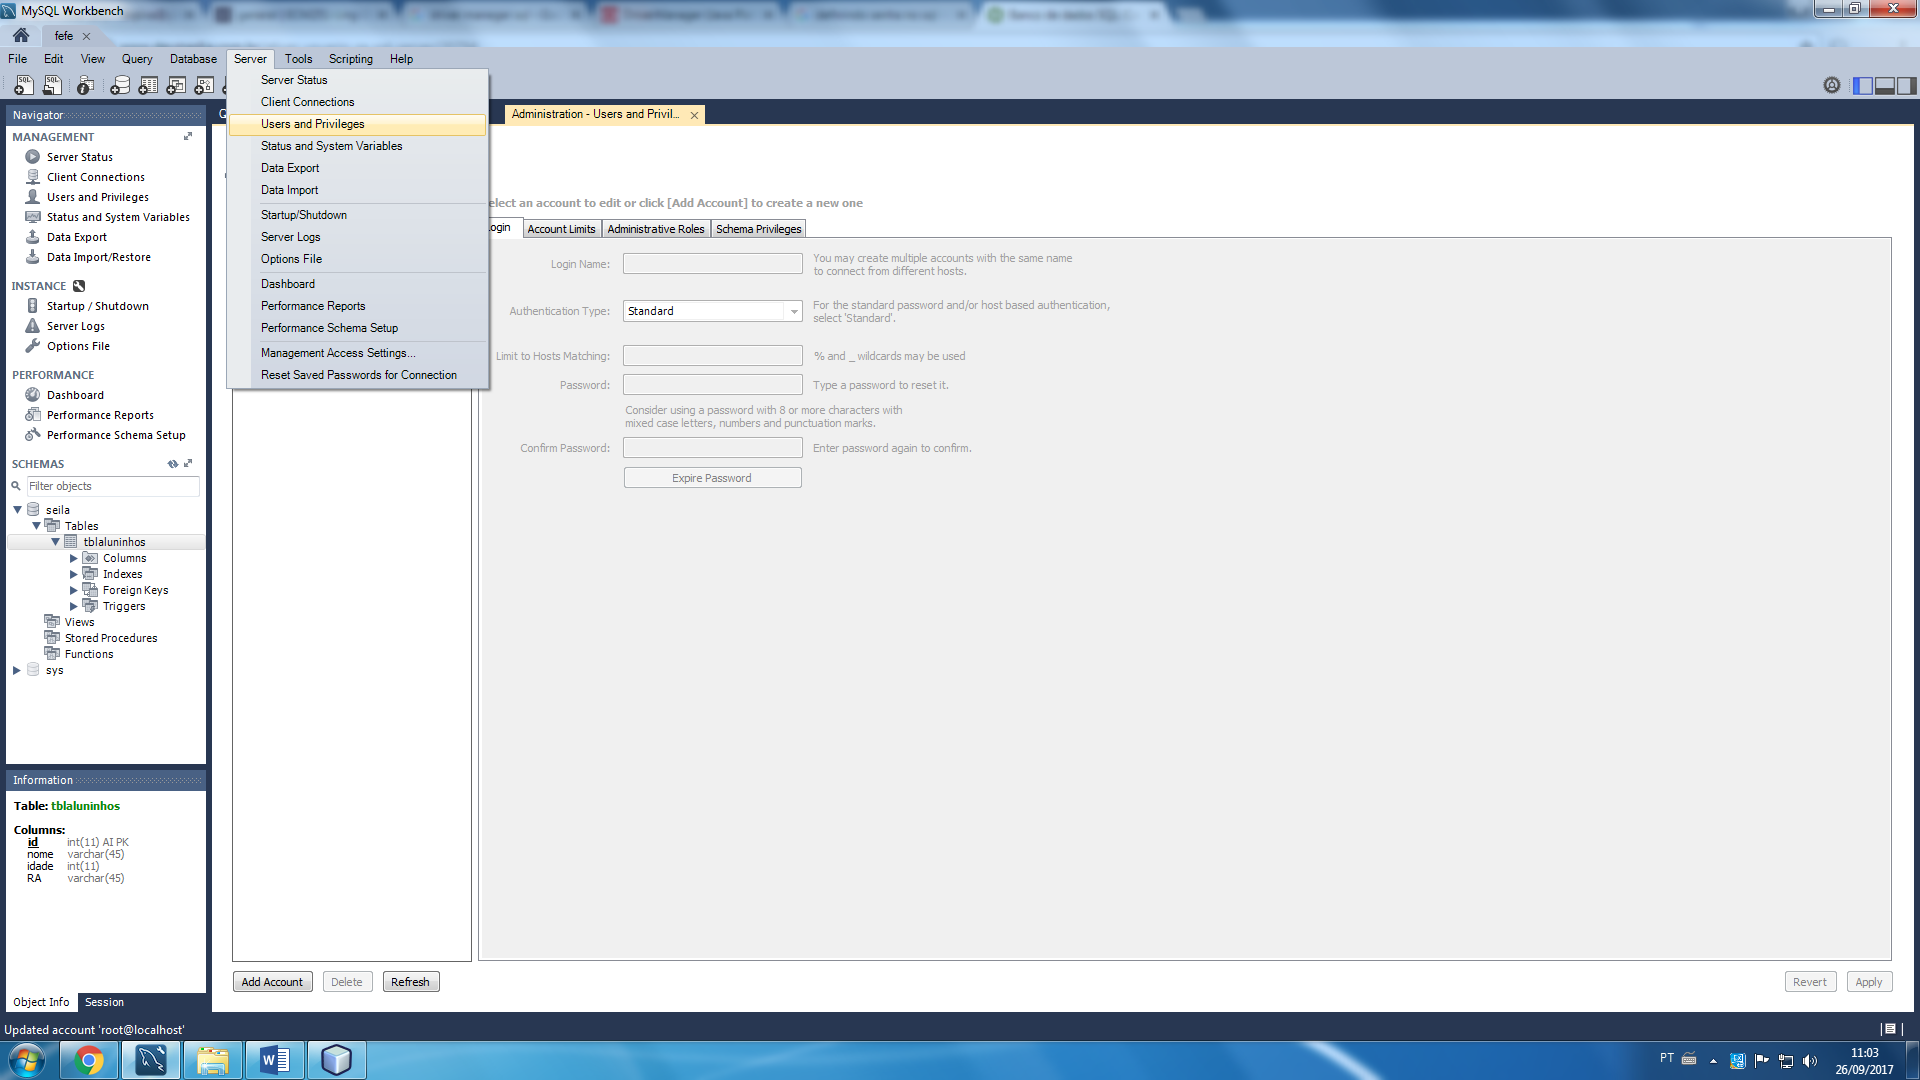 MySQL Workbench
fefe
File Edit View Query Database Server Tools Scripting Help
Server Status
Client Connections
Users and Privileges
Status and System Variables
Data Export
Data Import
Startup/Shutdown
Server Logs
Options File
Dashboard
Performance Reports
Performance Schema Setup
Management Access Settings...
Reset Saved Passwords for Connection
Navigator
MANAGEMENT
Server Status
Client Connections
Users and Privileges
Status and System Variables
Data Export
Data Import/Restore
INSTANCE
Startup / Shutdown
Server Logs
Options File
PERFORMANCE
Dashboard
Performance Reports
Performance Schema Setup
SCHEMAS
Filter objects
seila
Tables
tblaluninhos
Columns
Indexes
Foreign Keys
Triggers
Views
Stored Procedures
Functions
sys
Information
Table: tblaluninhos
Columns:
id int(11) AI PK
nome varchar(45)
idade int(11)
RA varchar(45)
Object Info Session
Administration - Users and Privil...
elect an account to edit or click [Add Account] to create a new one
ogin Account Limits Administrative Roles Schema Privileges
Login Name: You may create multiple accounts with the same name
to connect from different hosts.
Authentication Type: Standard For the standard password and/or host based authentication,
select 'Standard'.
Limit to Hosts Matching: % and _ wildcards may be used
Password: Type a password to reset it.
Consider using a password with 8 or more characters with
mixed case letters, numbers and punctuation marks.
Confirm Password: Enter password again to confirm.
Expire Password
Add Account Delete Refresh Revert Apply
Updated account 'root@localhost'
PT
11:03
26/09/2017